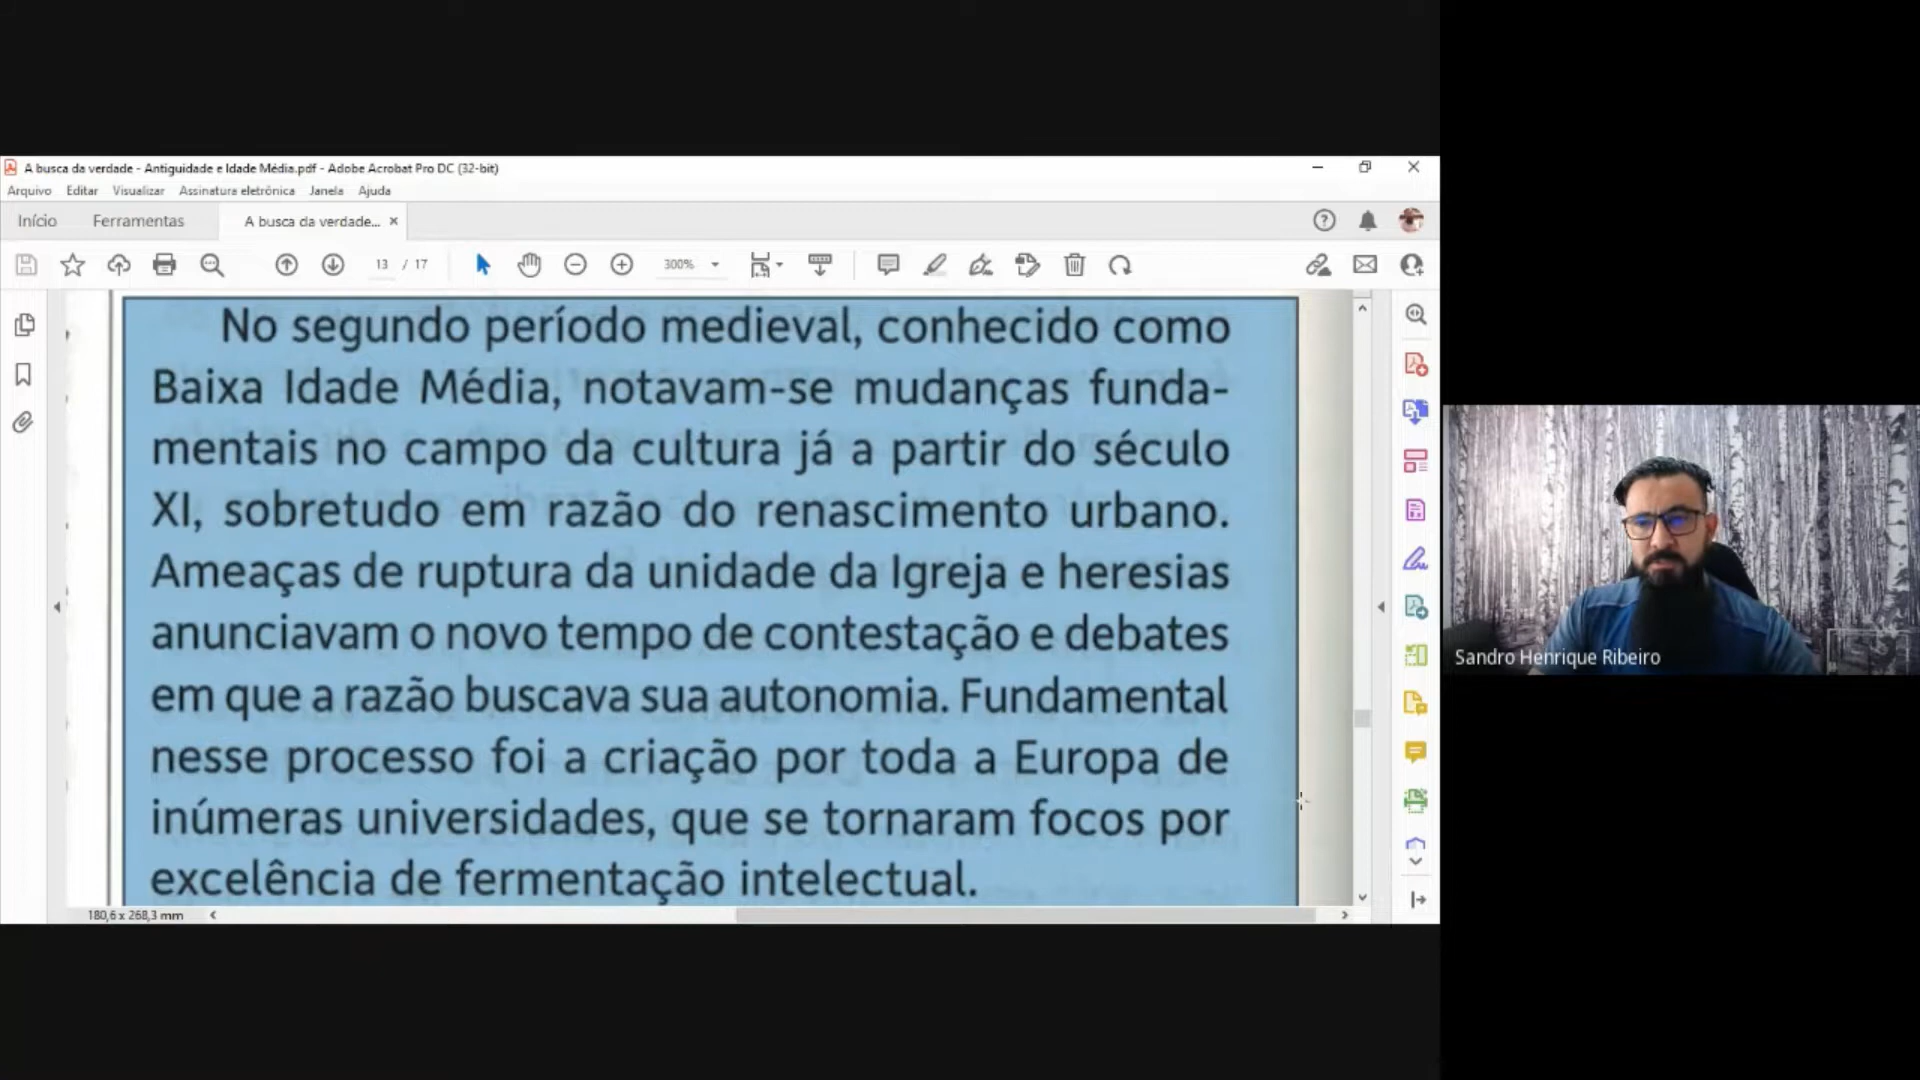 A busca da verdade - Antiguidade e Idade Média.pdf - Adobe Acrobat Pro DC (32-bit)
Arquivo Editar Visualizar Assinatura eletrônica Janela Ajuda
Início Ferramentas A busca da verdade...
13 / 17 300%
No segundo período medieval, conhecido como
Baixa Idade Média, notavam-se mudanças funda-
mentais no campo da cultura já a partir do século
XI, sobretudo em razão do renascimento urbano.
Ameaças de ruptura da unidade da Igreja e heresias
anunciavam o novo tempo de contestação e debates
em que a razão buscava sua autonomia. Fundamental
nesse processo foi a criação por toda a Europa de
inúmeras universidades, que se tornaram focos por
excelência de fermentação intelectual.
180,6 x 268,3 mm
Sandro Henrique Ribeiro